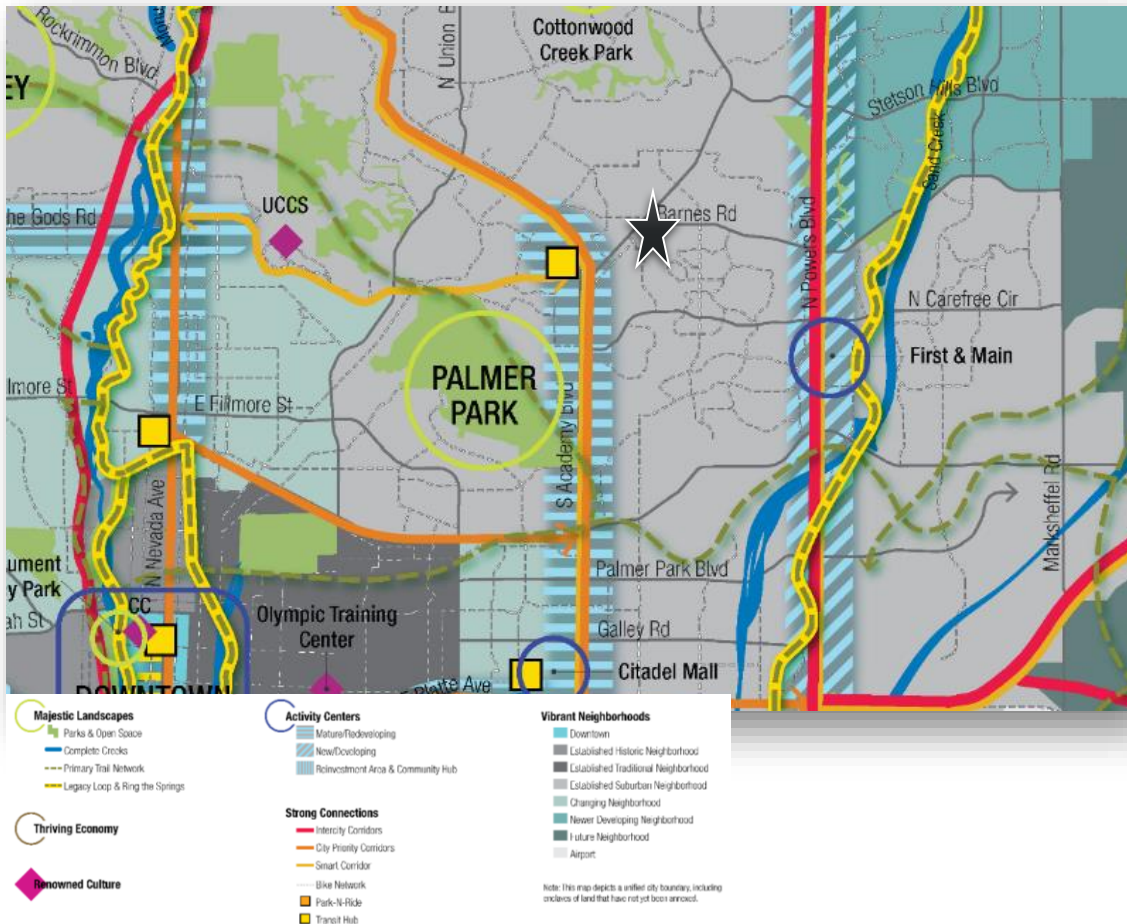 Rockrimmon Blvd
N Union B
Cottonwood
Creek Park
Stetson Hills Blvd
EY
Sand Creek
he Gods Rd
UCCS
Barnes Rd
N Powers Blvd
N Carefree Cir
First & Main
PALMER
PARK
lmore St
E Fillmore St
S Academy Blvd
N Nevada Ave
Marksheffel Rd
ument
y Park
ah St
CC
Olympic Training
Center
Palmer Park Blvd
Galley Rd
Citadel Mall
Platte Ave
DOWNTOWN
Majestic Landscapes
Parks & Open Space
Complete Creeks
Primary Trail Network
Legacy Loop & Ring the Springs
Thriving Economy
Renowned Culture
Activity Centers
Mature/Redeveloping
New/Developing
Reinvestment Area & Community Hub
Strong Connections
Intercity Corridors
City Priority Corridors
Smart Corridor
Bike Network
Park-N-Ride
Transit Hub
Vibrant Neighborhoods
Downtown
Established Historic Neighborhood
Established Traditional Neighborhood
Established Suburban Neighborhood
Changing Neighborhood
Newer Developing Neighborhood
Future Neighborhood
Airport
Note: This map depicts a unified city boundary, including
enclaves of land that have not yet been annexed.